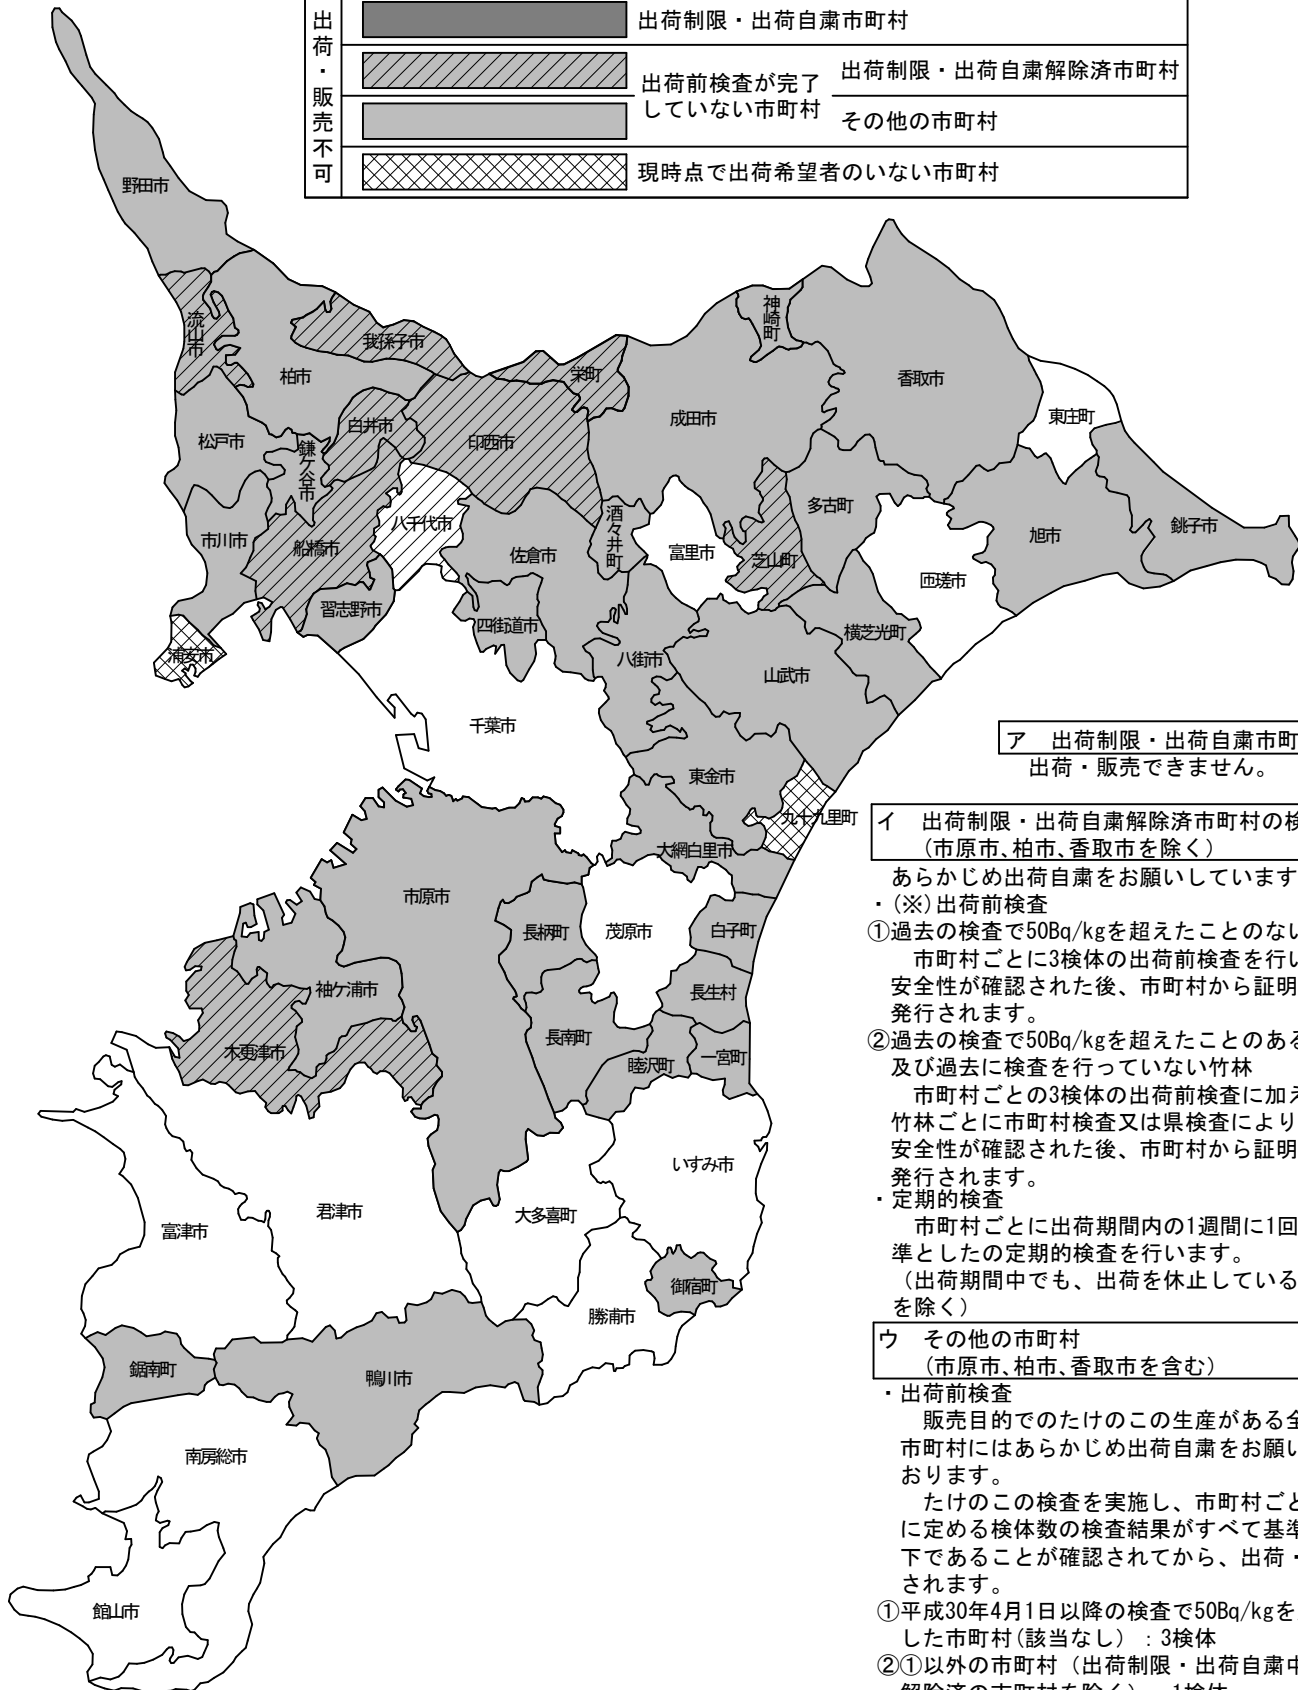 出荷・販売不可
出荷制限・出荷自粛市町村
出荷前検査が完了
していない市町村
出荷制限・出荷自粛解除済市町村
その他の市町村
現時点で出荷希望者のいない市町村
野田市
流山市
我孫子市
柏市
松戸市
鎌ケ谷市
白井市
印西市
栄町
成田市
神崎町
香取市
東庄町
市川市
船橋市
八千代市
佐倉市
酒々井町
富里市
芝山町
多古町
匝瑳市
旭市
銚子市
習志野市
浦安市
四街道市
八街市
山武市
横芝光町
千葉市
東金市
九十九里町
大網白里市
市原市
長柄町
茂原市
白子町
袖ケ浦市
長生村
木更津市
長南町
睦沢町
一宮町
いすみ市
富津市
君津市
大多喜町
御宿町
勝浦市
鋸南町
鴨川市
南房総市
館山市
ア　出荷制限・出荷自粛市町
出荷・販売できません。
イ　出荷制限・出荷自粛解除済市町村の検
(市原市､柏市､香取市を除く)
あらかじめ出荷自粛をお願いしています
・(※)出荷前検査
①過去の検査で50Bq/kgを超えたことのない
市町村ごとに3検体の出荷前検査を行い
安全性が確認された後、市町村から証明
発行されます。
②過去の検査で50Bq/kgを超えたことのある
及び過去に検査を行っていない竹林
市町村ごとの3検体の出荷前検査に加え
竹林ごとに市町村検査又は県検査により
安全性が確認された後、市町村から証明
発行されます。
・定期的検査
市町村ごとに出荷期間内の1週間に1回
準としたの定期的検査を行います。
（出荷期間中でも、出荷を休止している
を除く）
ウ　その他の市町村
(市原市､柏市､香取市を含む)
・出荷前検査
販売目的でのたけのこの生産がある全
市町村にはあらかじめ出荷自粛をお願い
おります。
たけのこの検査を実施し、市町村ごと
に定める検体数の検査結果がすべて基準
下であることが確認されてから、出荷・
されます。
①平成30年4月1日以降の検査で50Bq/kgを
した市町村(該当なし）：3検体
②①以外の市町村（出荷制限・出荷自粛中
解除済の市町村を除く）：1検体